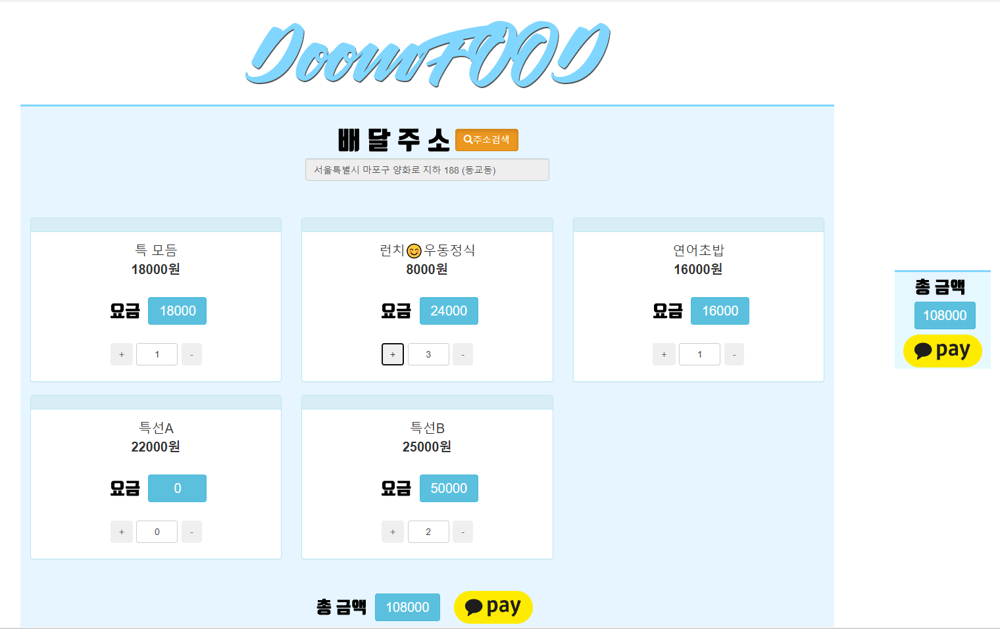 DoomFOOD
배 달 주 소 주소검색
서울특별시 마포구 양화로 지하 188 (동교동)
특 모듬
18000원
요금 18000
+ 1 -
런치😊우동정식
8000원
요금 24000
+ 3 -
연어초밥
16000원
요금 16000
+ 1 -
특선A
22000원
요금 0
+ 0 -
특선B
25000원
요금 50000
+ 2 -
총 금액 108000 pay
총 금액
108000
pay